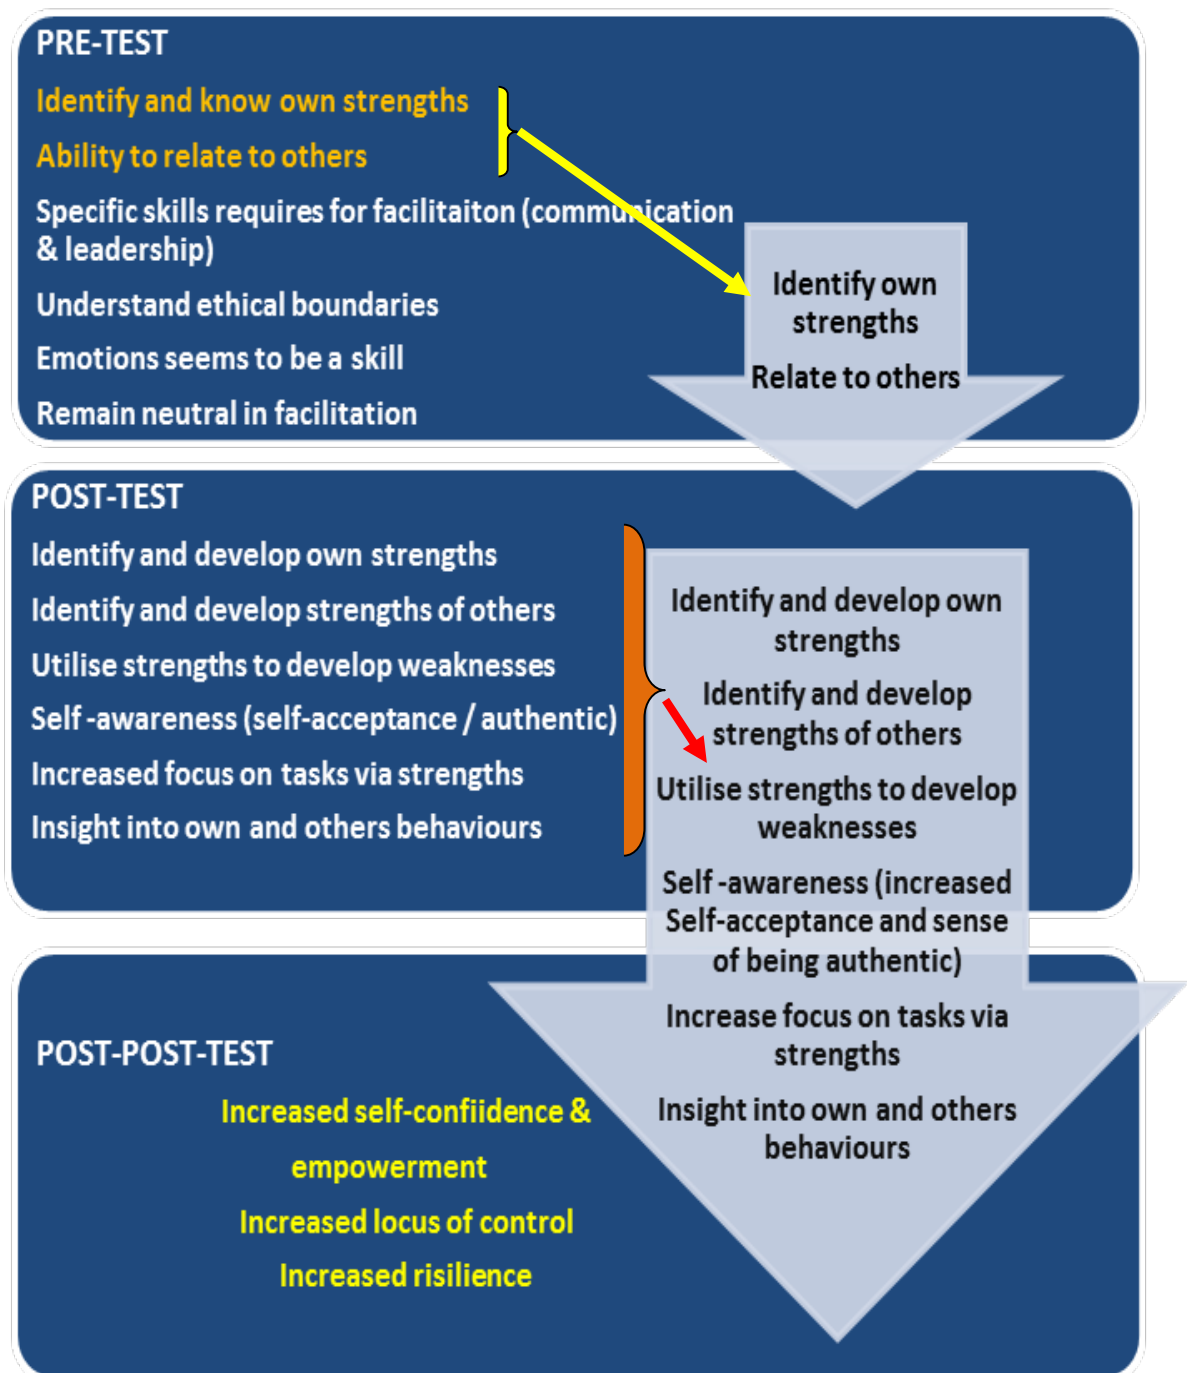 PRE-TEST
Identify and know own strengths
Ability to relate to others
Specific skills requires for facilitaiton (communication
& leadership)
Understand ethical boundaries
Emotions seems to be a skill
Remain neutral in facilitation
Identify own
strengths
Relate to others
POST-TEST
Identify and develop own strengths
Identify and develop strengths of others
Utilise strengths to develop weaknesses
Self -awareness (self-acceptance / authentic)
Increased focus on tasks via strengths
Insight into own and others behaviours
Identify and develop own
strengths
Identify and develop
strengths of others
Utilise strengths to develop
weaknesses
Self -awareness (increased
Self-acceptance and sense
of being authentic)
Increase focus on tasks via
strengths
Insight into own and others
behaviours
POST-POST-TEST
Increased self-confiidence &
empowerment
Increased locus of control
Increased risilience